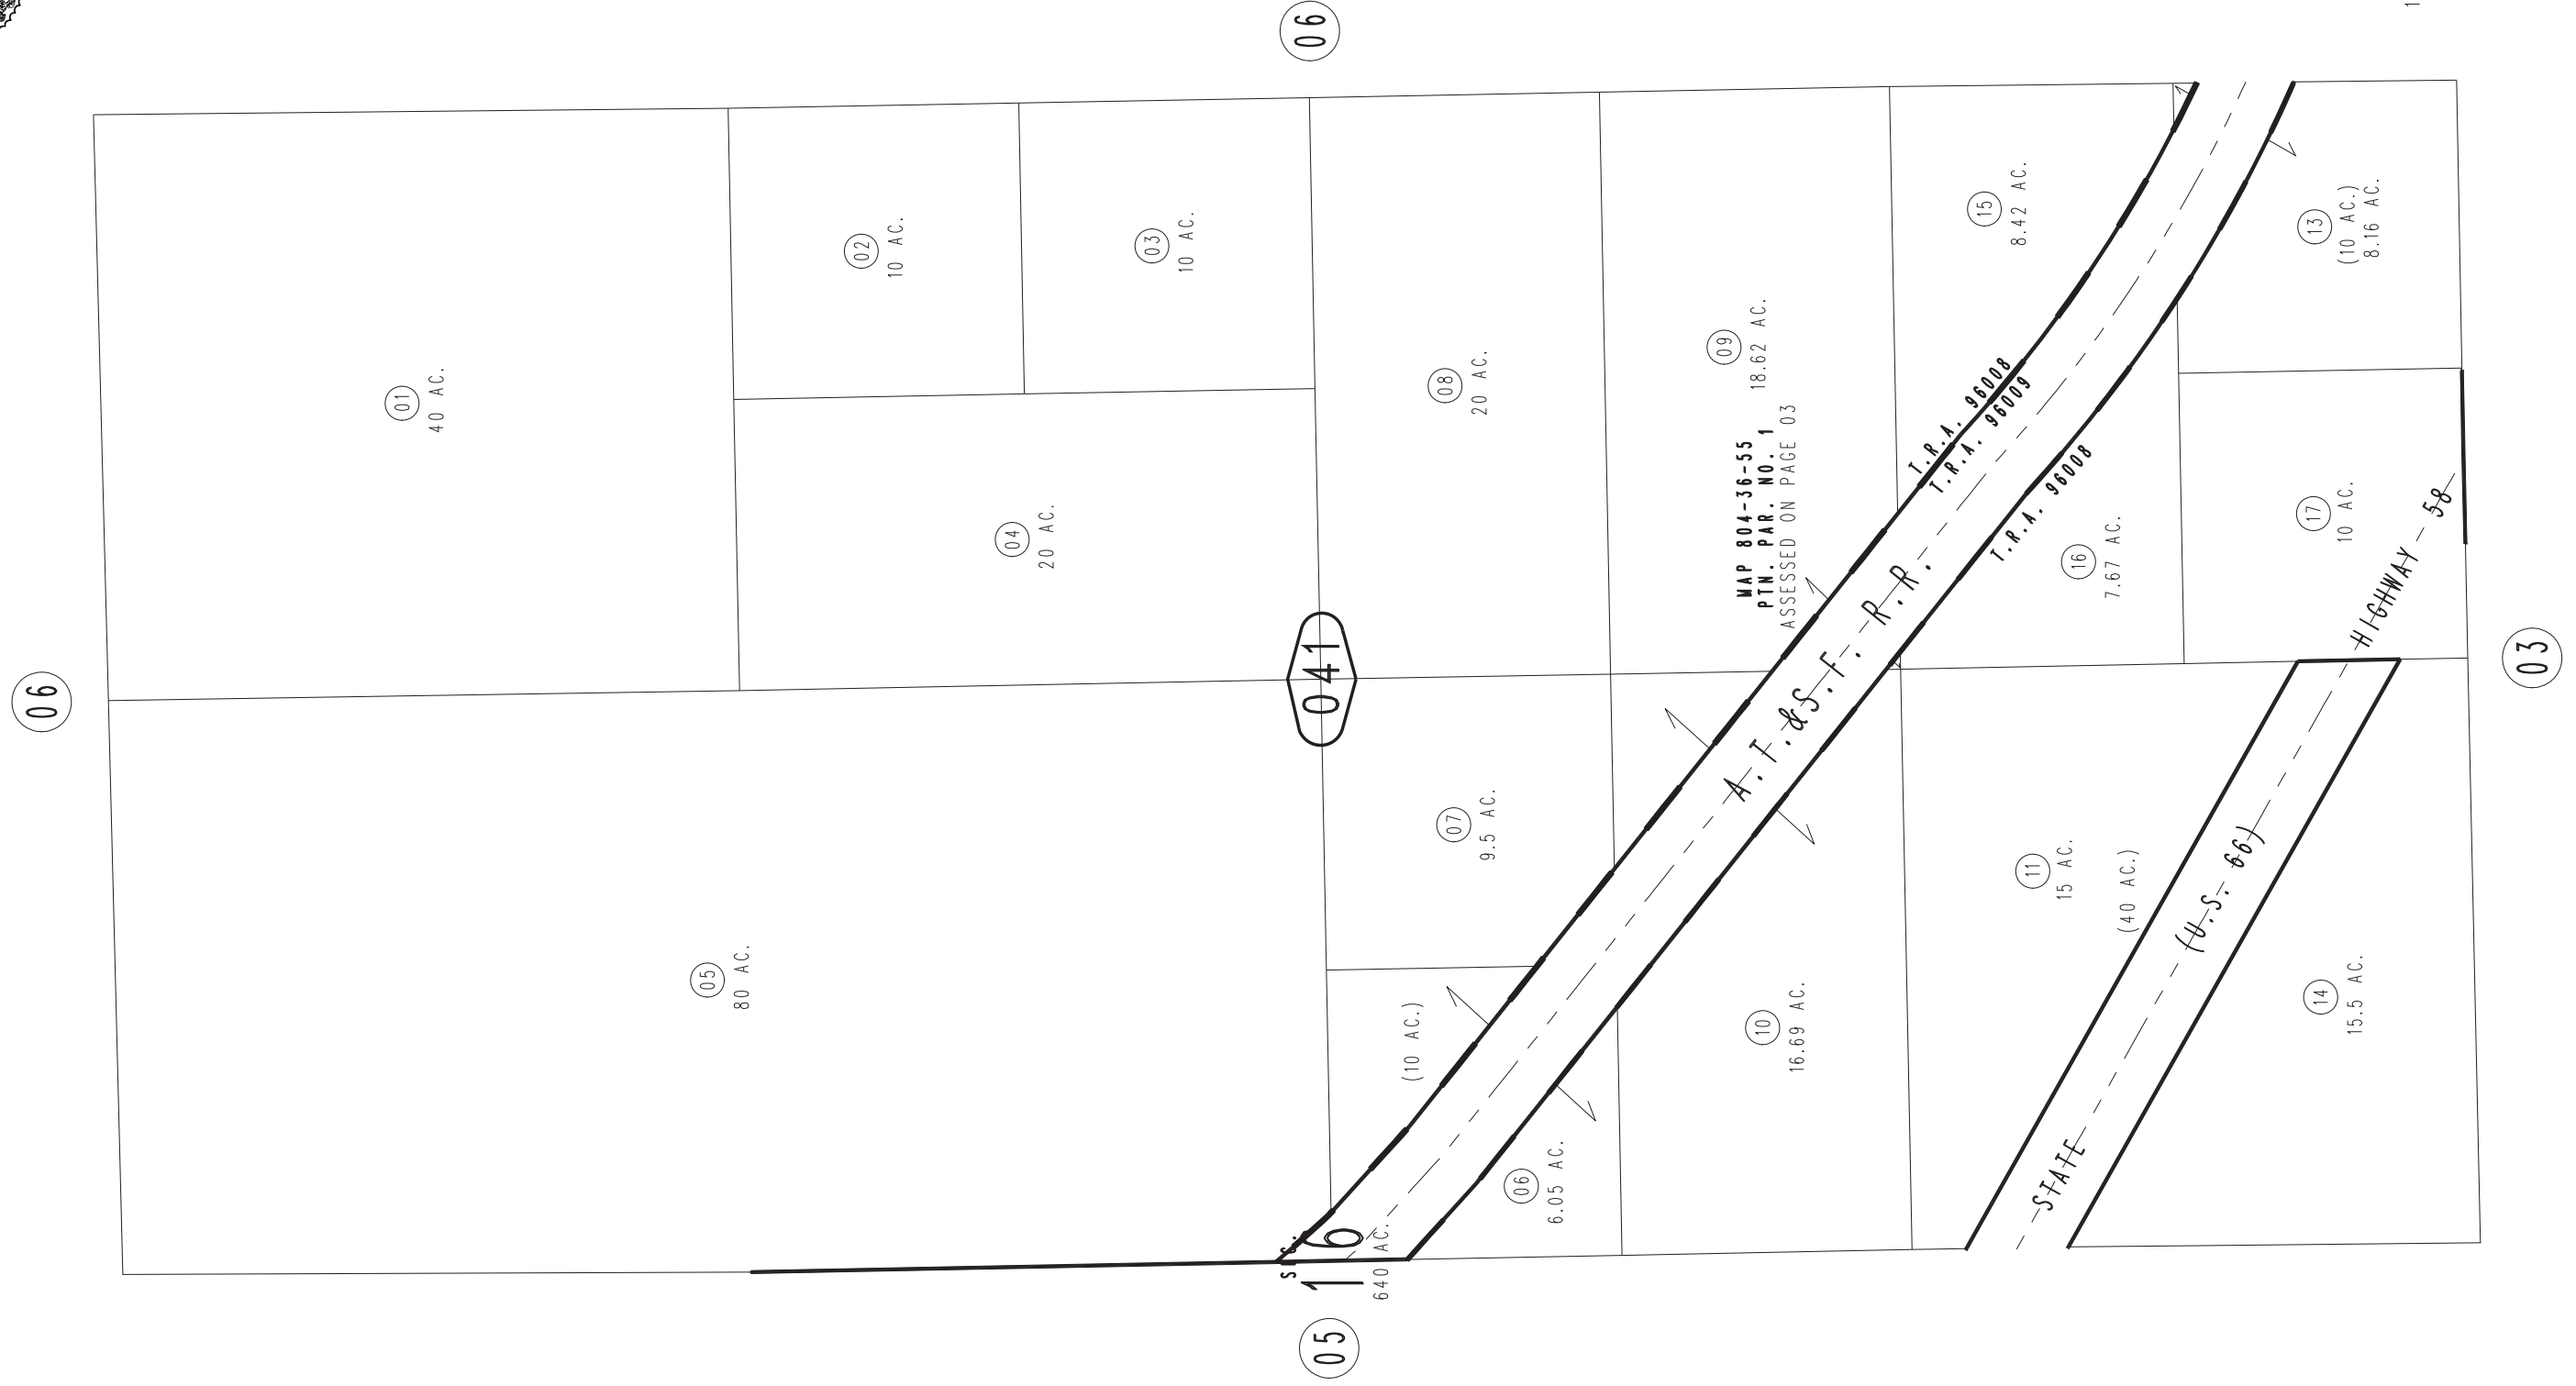 06
06
01
40 AC.
02
10 AC.
03
10 AC.
04
20 AC.
05
80 AC.
041
08
20 AC.
07
9.5 AC.
(10 AC.)
SEC.
16
640 AC.
06
6.05 AC.
09
18.62 AC.
MAP 804-36-55
PTN. PAR. NO. 1
ASSESSED ON PAGE 03
10
16.69 AC.
A.T.&S.F. R.R.
T.R.A. 96008
T.R.A. 96009
T.R.A. 96008
15
8.42 AC.
16
7.67 AC.
11
15 AC.
(40 AC.)
STATE (U.S. 66) HIGHWAY 58
13
(10 AC.)
8.16 AC.
17
10 AC.
14
15.5 AC.
05
03